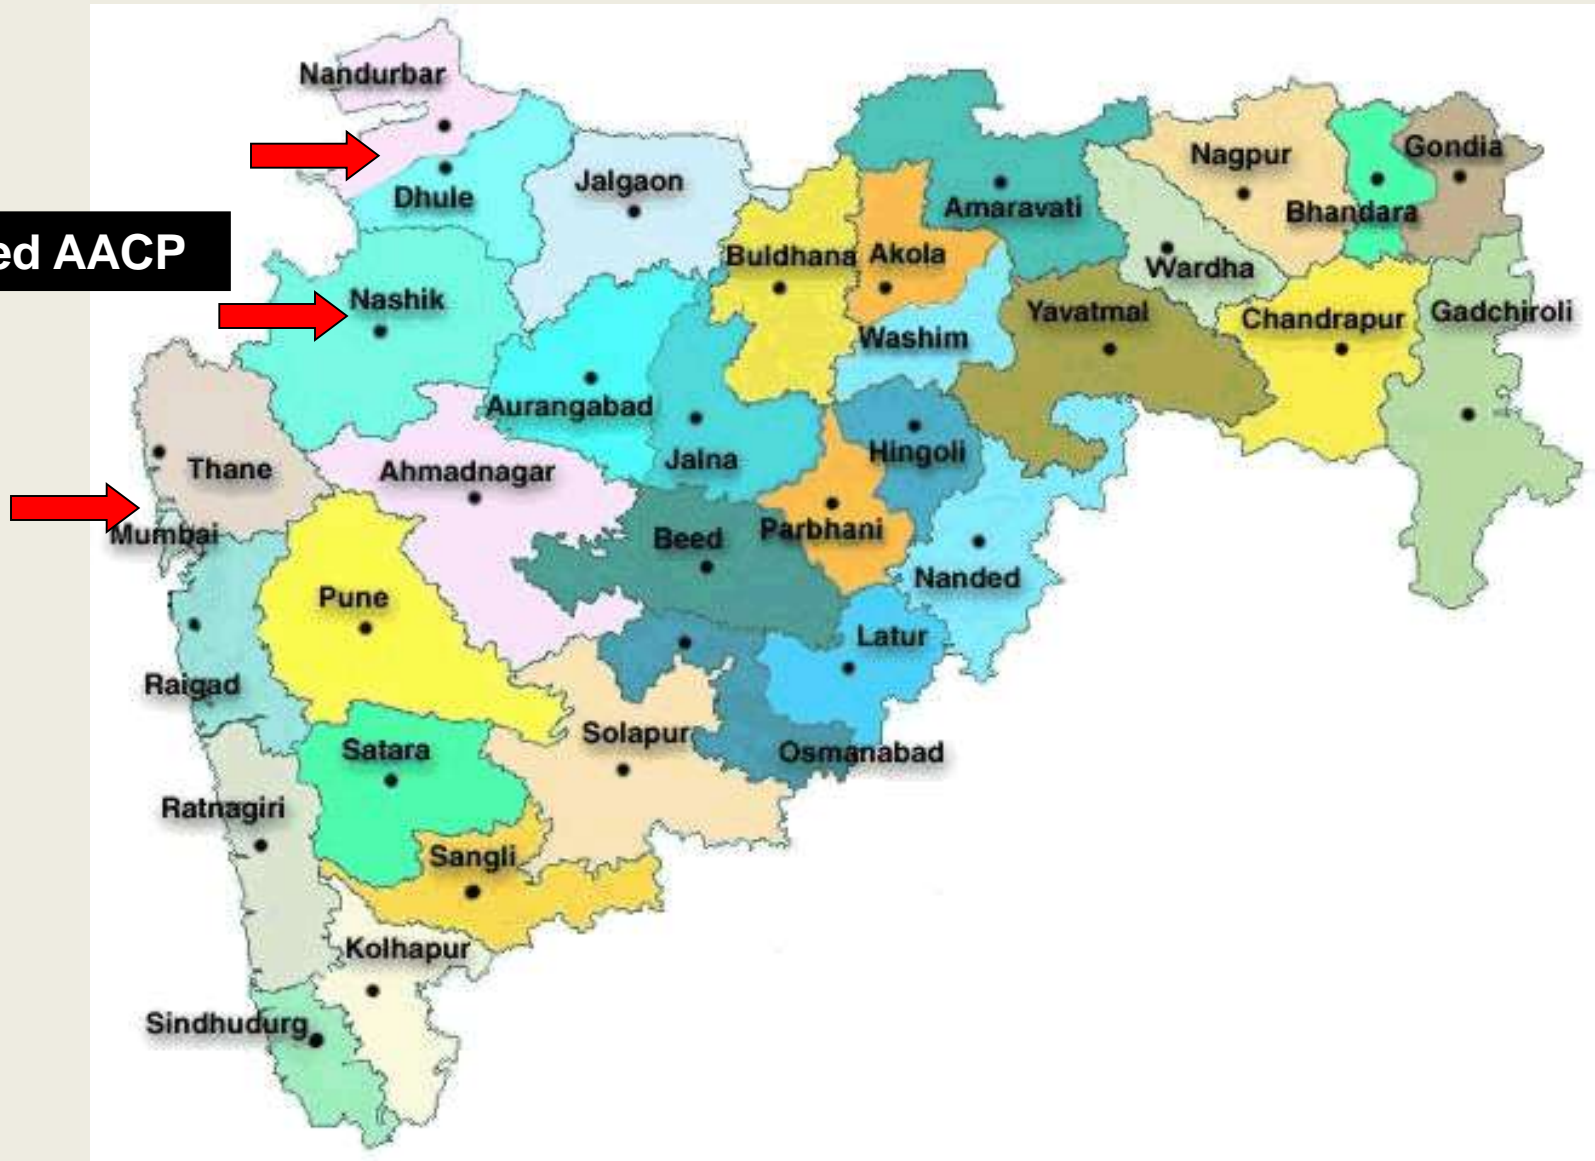 Nandurbar
Dhule
Jalgaon
Nagpur
Gondia
Bhandara
Amaravati
ed AACP
Buldhana
Akola
Wardha
Nashik
Washim
Yavatmal
Chandrapur
Gadchiroli
Aurangabad
Jalna
Hingoli
Thane
Ahmadnagar
Mumbai
Beed
Parbhani
Nanded
Pune
Latur
Raigad
Solapur
Osmanabad
Satara
Ratnagiri
Sangli
Kolhapur
Sindhudurg